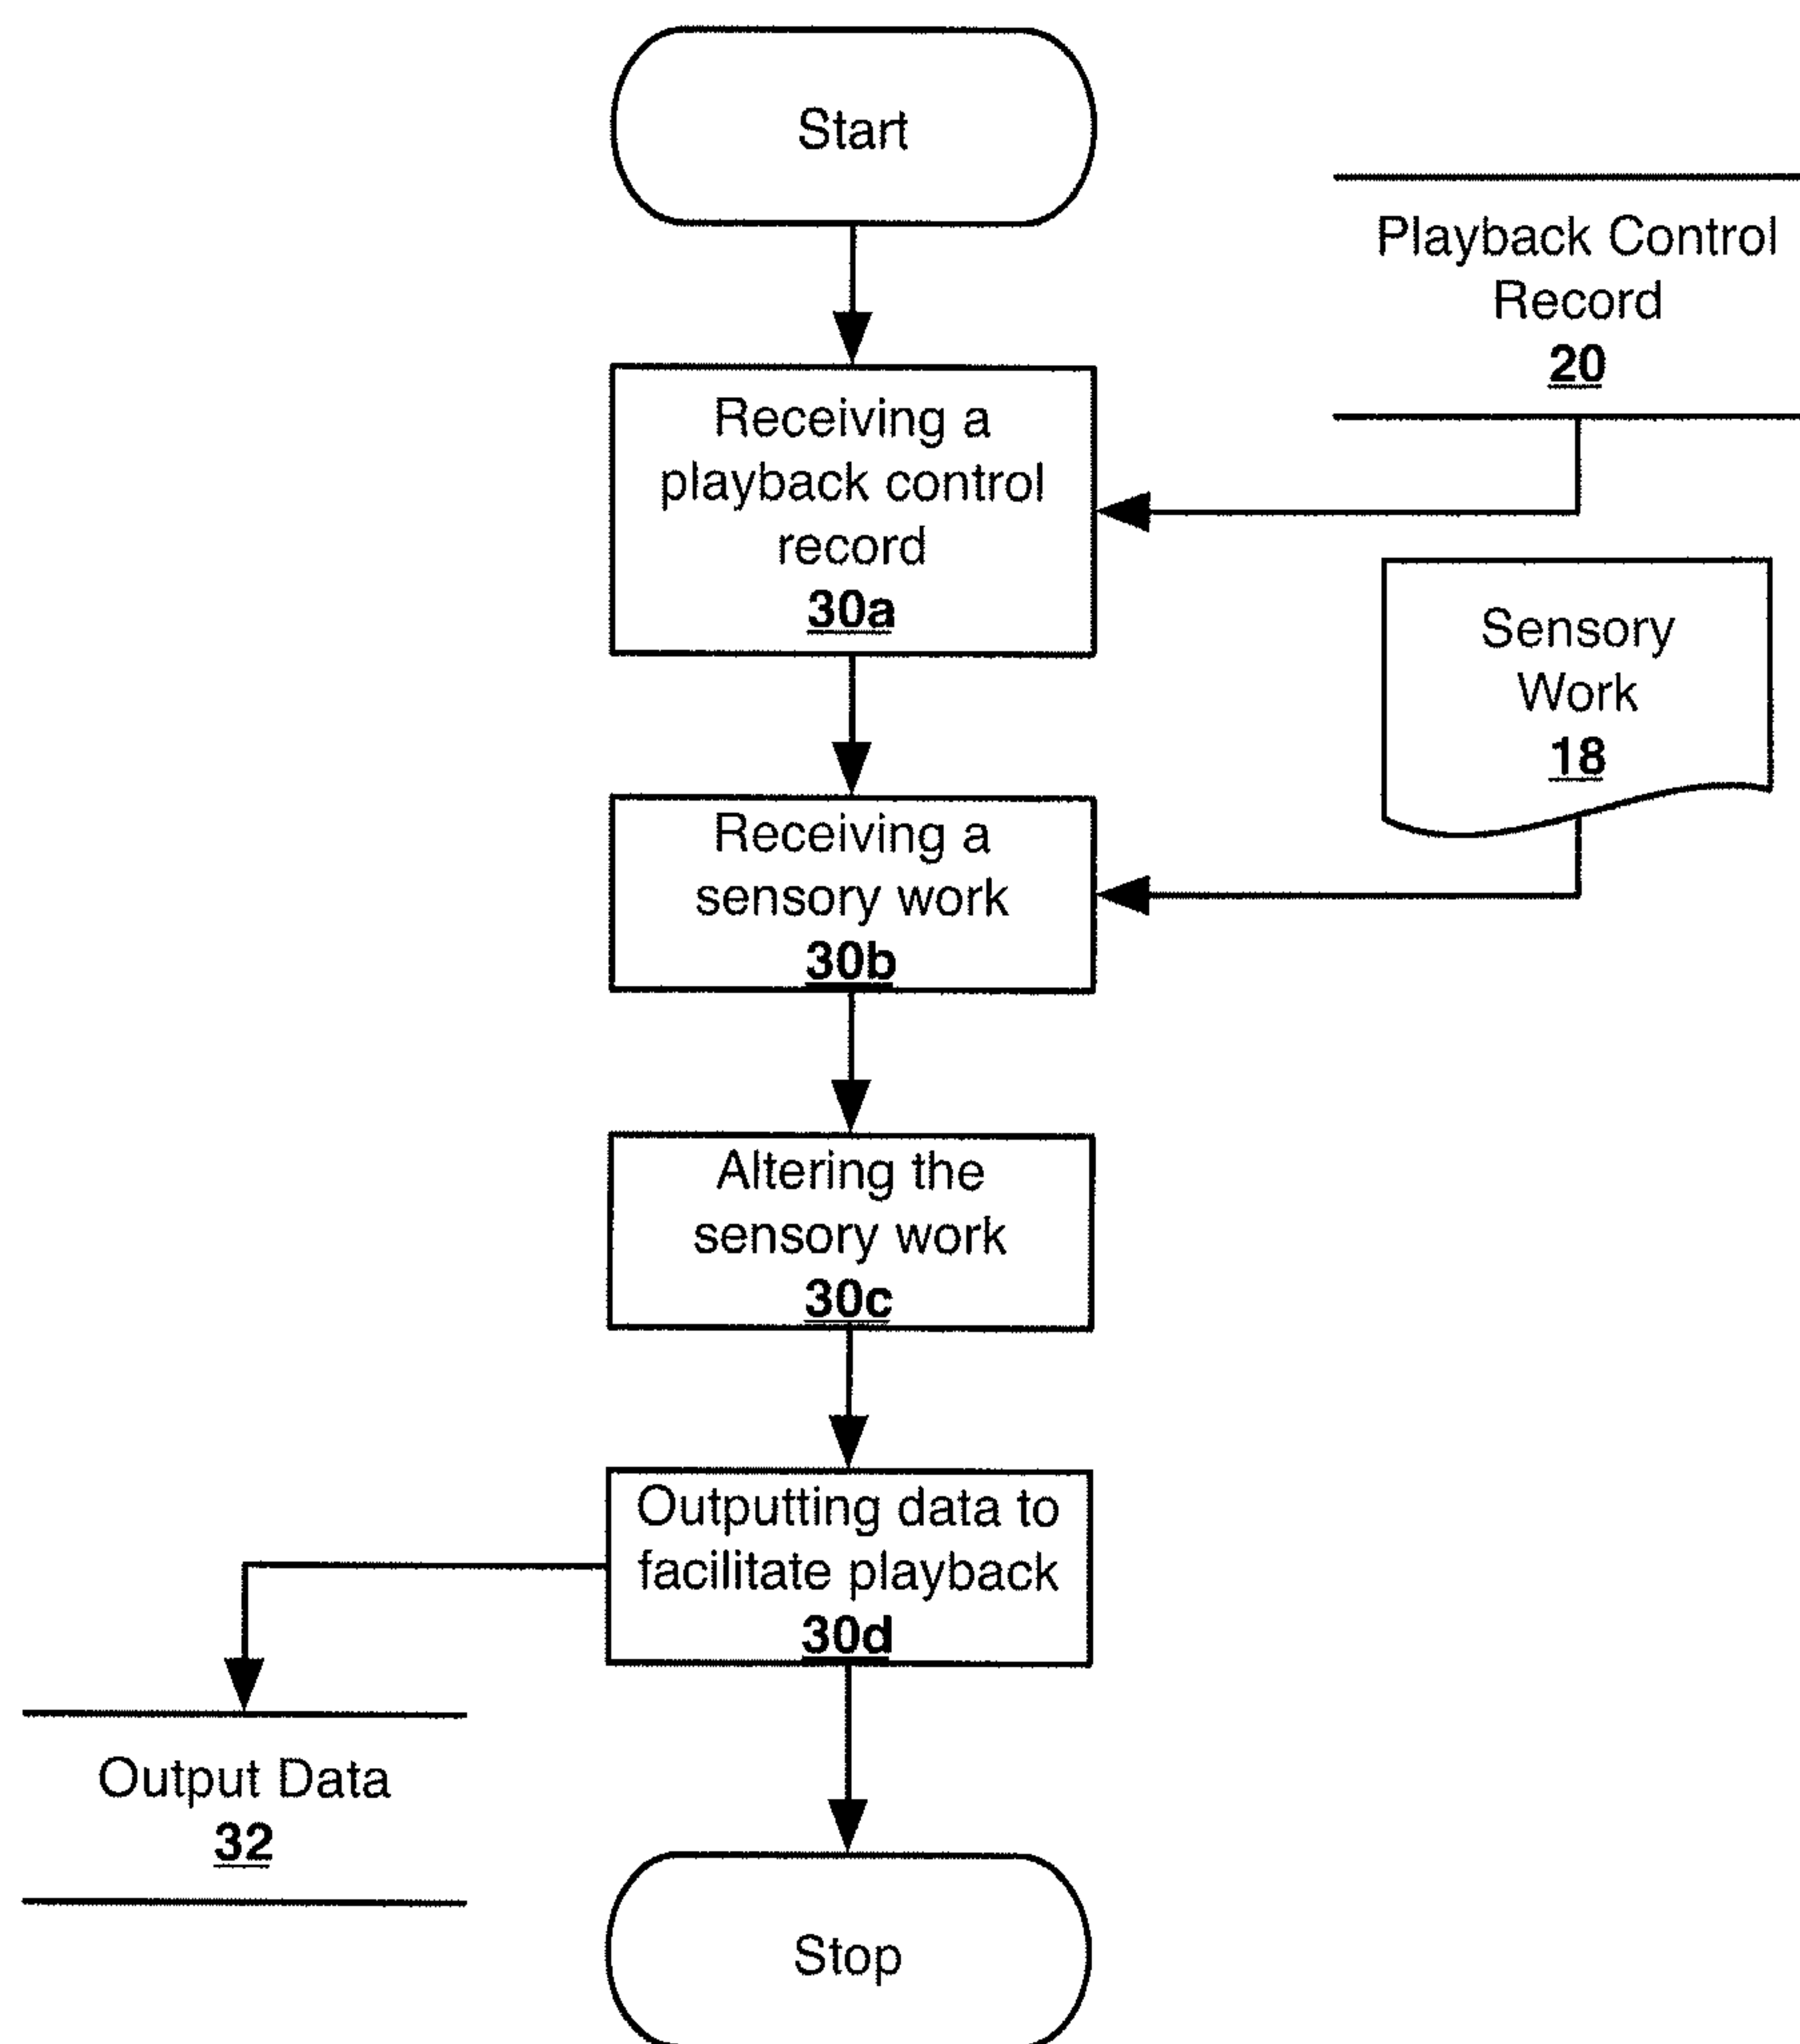 Start
Playback Control
Record
20
Receiving a
playback control
record
30a
Sensory
Work
18
Receiving a
sensory work
30b
Altering the
sensory work
30c
Outputting data to
facilitate playback
30d
Output Data
32
Stop